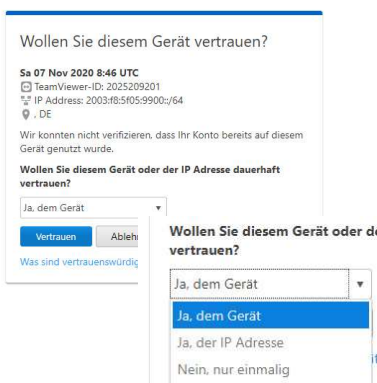 Wollen Sie diesem Gerät vertrauen?
Sa 07 Nov 2020 8:46 UTC
TeamViewer-ID: 2025209201
IP Address: 2003:f8:5f05:9900::/64
. DE
Wir konnten nicht verifizieren, dass Ihr Konto bereits auf diesem
Gerät genutzt wurde.
Wollen Sie diesem Gerät oder der IP Adresse dauerhaft
vertrauen?
Ja, dem Gerät
Vertrauen Ablehn
Was sind vertrauenswürdig
Wollen Sie diesem Gerät oder de
vertrauen?
Ja, dem Gerät
Ja, dem Gerät
Ja, der IP Adresse
Nein, nur einmalig